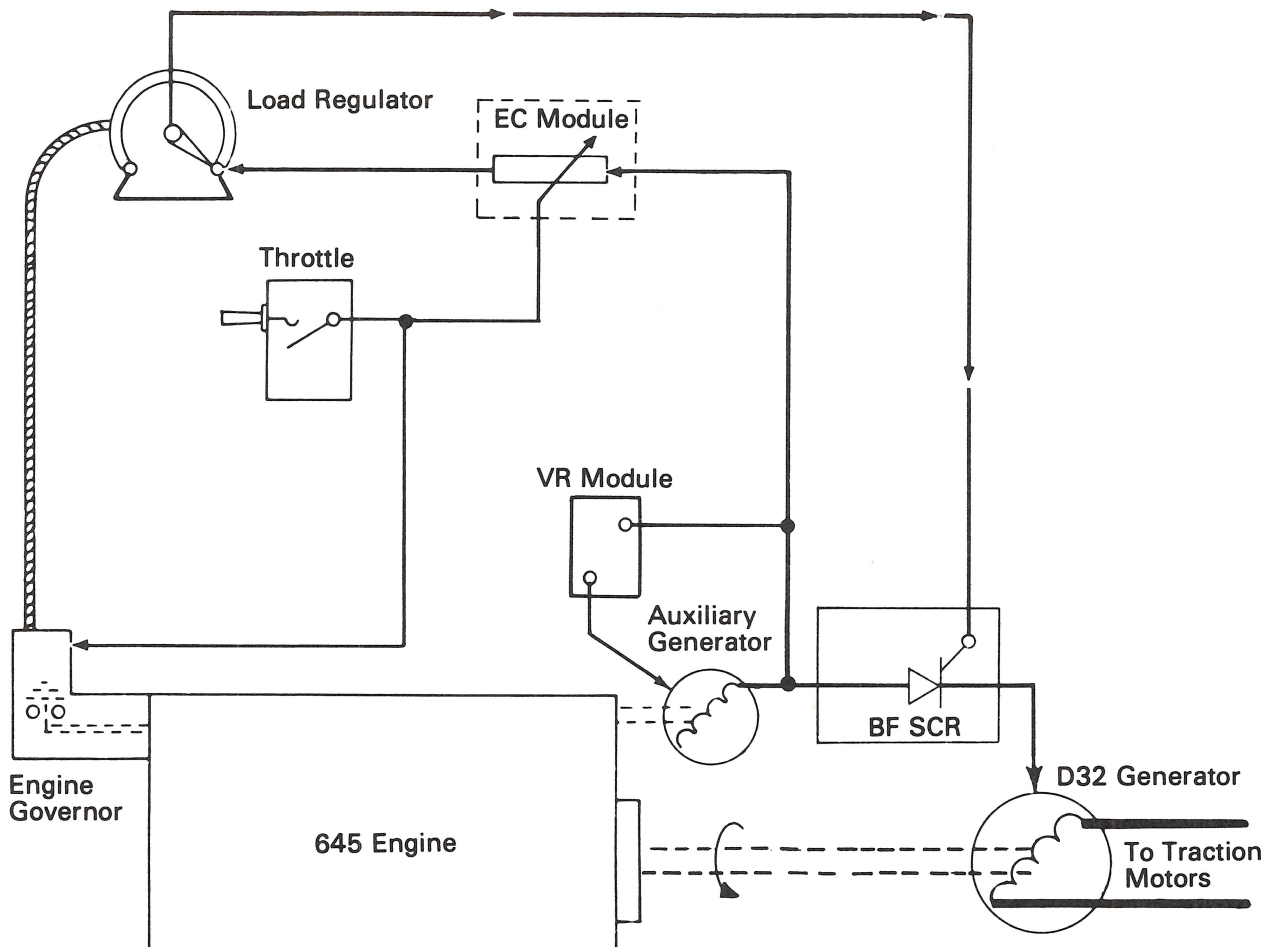 Load Regulator
EC Module
Throttle
VR Module
Auxiliary
Generator
BF SCR
Engine
Governor
645 Engine
D32 Generator
To Traction
Motors